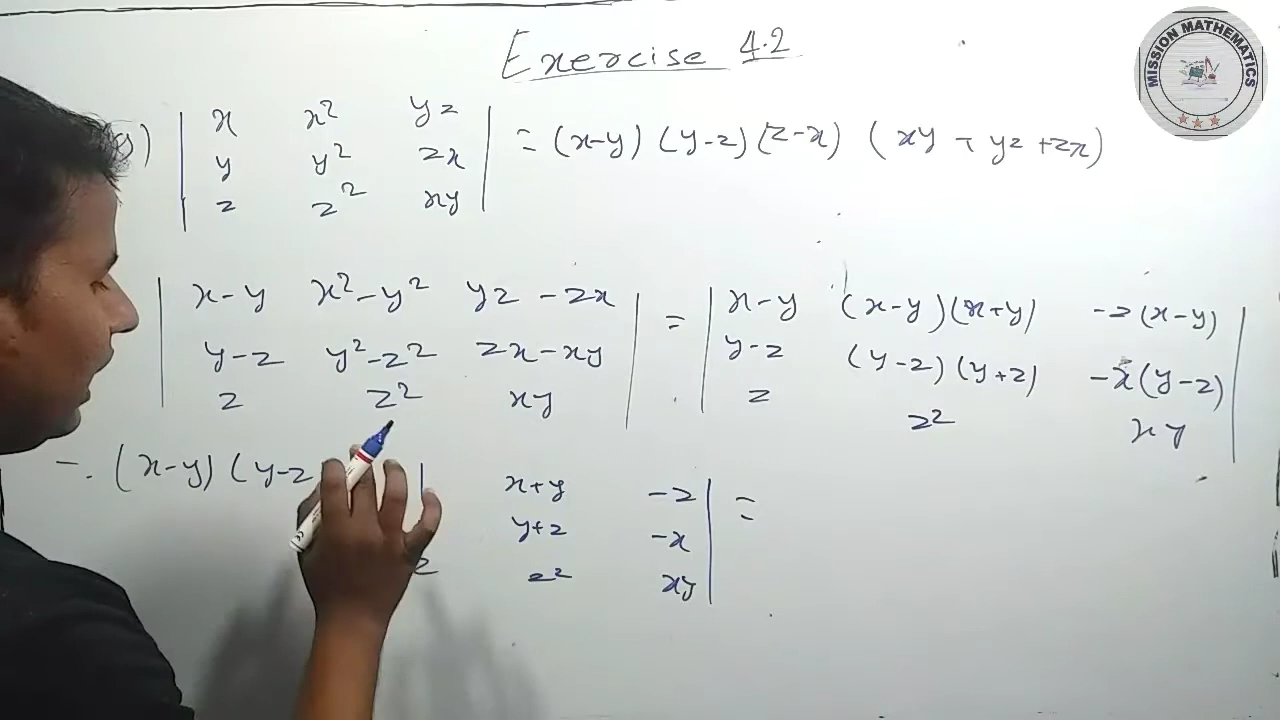 Exercise 4.2
MISSION MATHEMATICS
) | x x² yz | = (x-y) (y-z) (z-x) (xy + yz + zx)
| y y² zx |
| z z² xy |
| x-y x²-y² yz-zx | = | x-y (x-y)(x+y) -z(x-y) |
| y-z y²-z² zx-xy | | y-z (y-z)(y+z) -x(y-z) |
| z z² xy | | z z² xy |
(x-y) (y-z | x+y -z | =
y+z -x |
z z² xy |